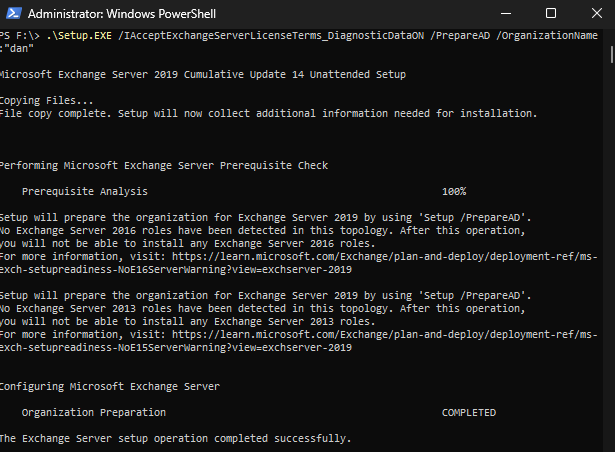 Administrator: Windows PowerShell
PS F:\> .\Setup.EXE /IAcceptExchangeServerLicenseTerms_DiagnosticDataON /PrepareAD /OrganizationName
:"dan"
Microsoft Exchange Server 2019 Cumulative Update 14 Unattended Setup
Copying Files...
File copy complete. Setup will now collect additional information needed for installation.
Performing Microsoft Exchange Server Prerequisite Check
Prerequisite Analysis 100%
Setup will prepare the organization for Exchange Server 2019 by using 'Setup /PrepareAD'.
No Exchange Server 2016 roles have been detected in this topology. After this operation,
you will not be able to install any Exchange Server 2016 roles.
For more information, visit: https://learn.microsoft.com/Exchange/plan-and-deploy/deployment-ref/ms-
exch-setupreadiness-NoE16ServerWarning?view=exchserver-2019
Setup will prepare the organization for Exchange Server 2019 by using 'Setup /PrepareAD'.
No Exchange Server 2013 roles have been detected in this topology. After this operation,
you will not be able to install any Exchange Server 2013 roles.
For more information, visit: https://learn.microsoft.com/Exchange/plan-and-deploy/deployment-ref/ms-
exch-setupreadiness-NoE15ServerWarning?view=exchserver-2019
Configuring Microsoft Exchange Server
Organization Preparation COMPLETED
The Exchange Server setup operation completed successfully.